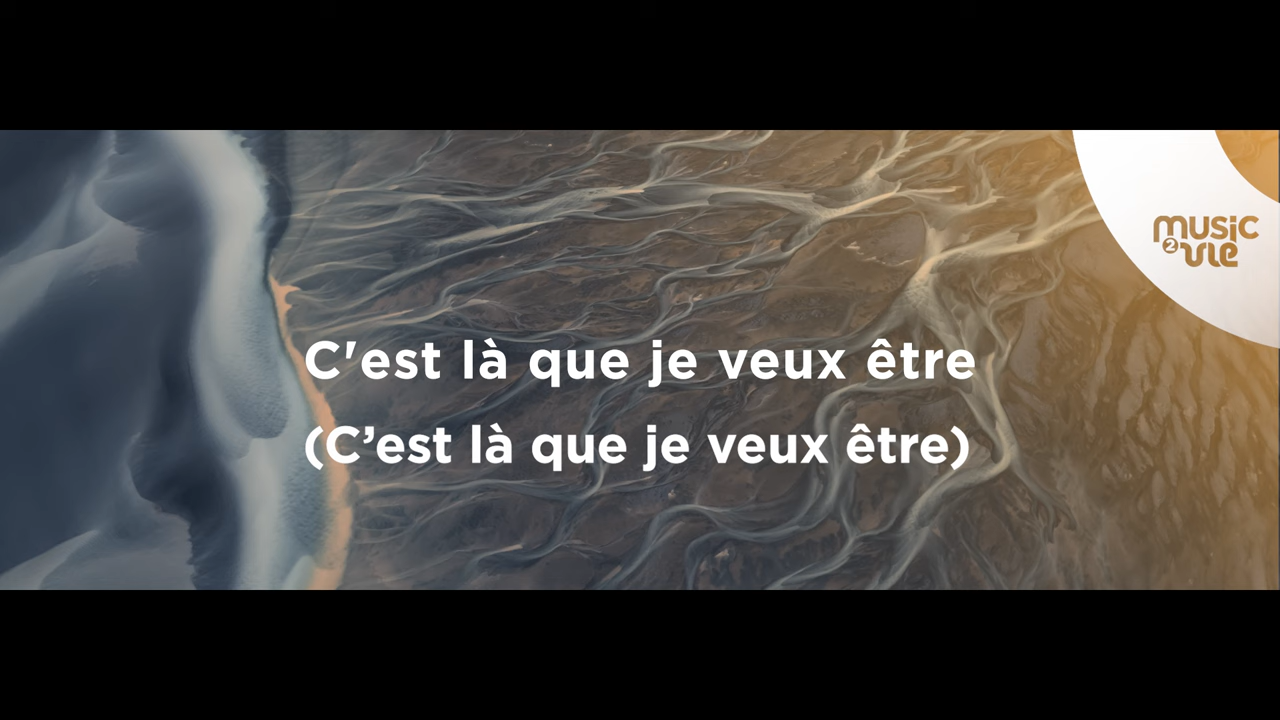 music
2 vie
C'est là que je veux être
(C’est là que je veux être)